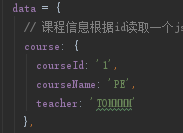 data = {
// 课程信息根据id读取一个js
course: {
courseId: '1',
courseName: 'PE',
teacher: 'TO
},